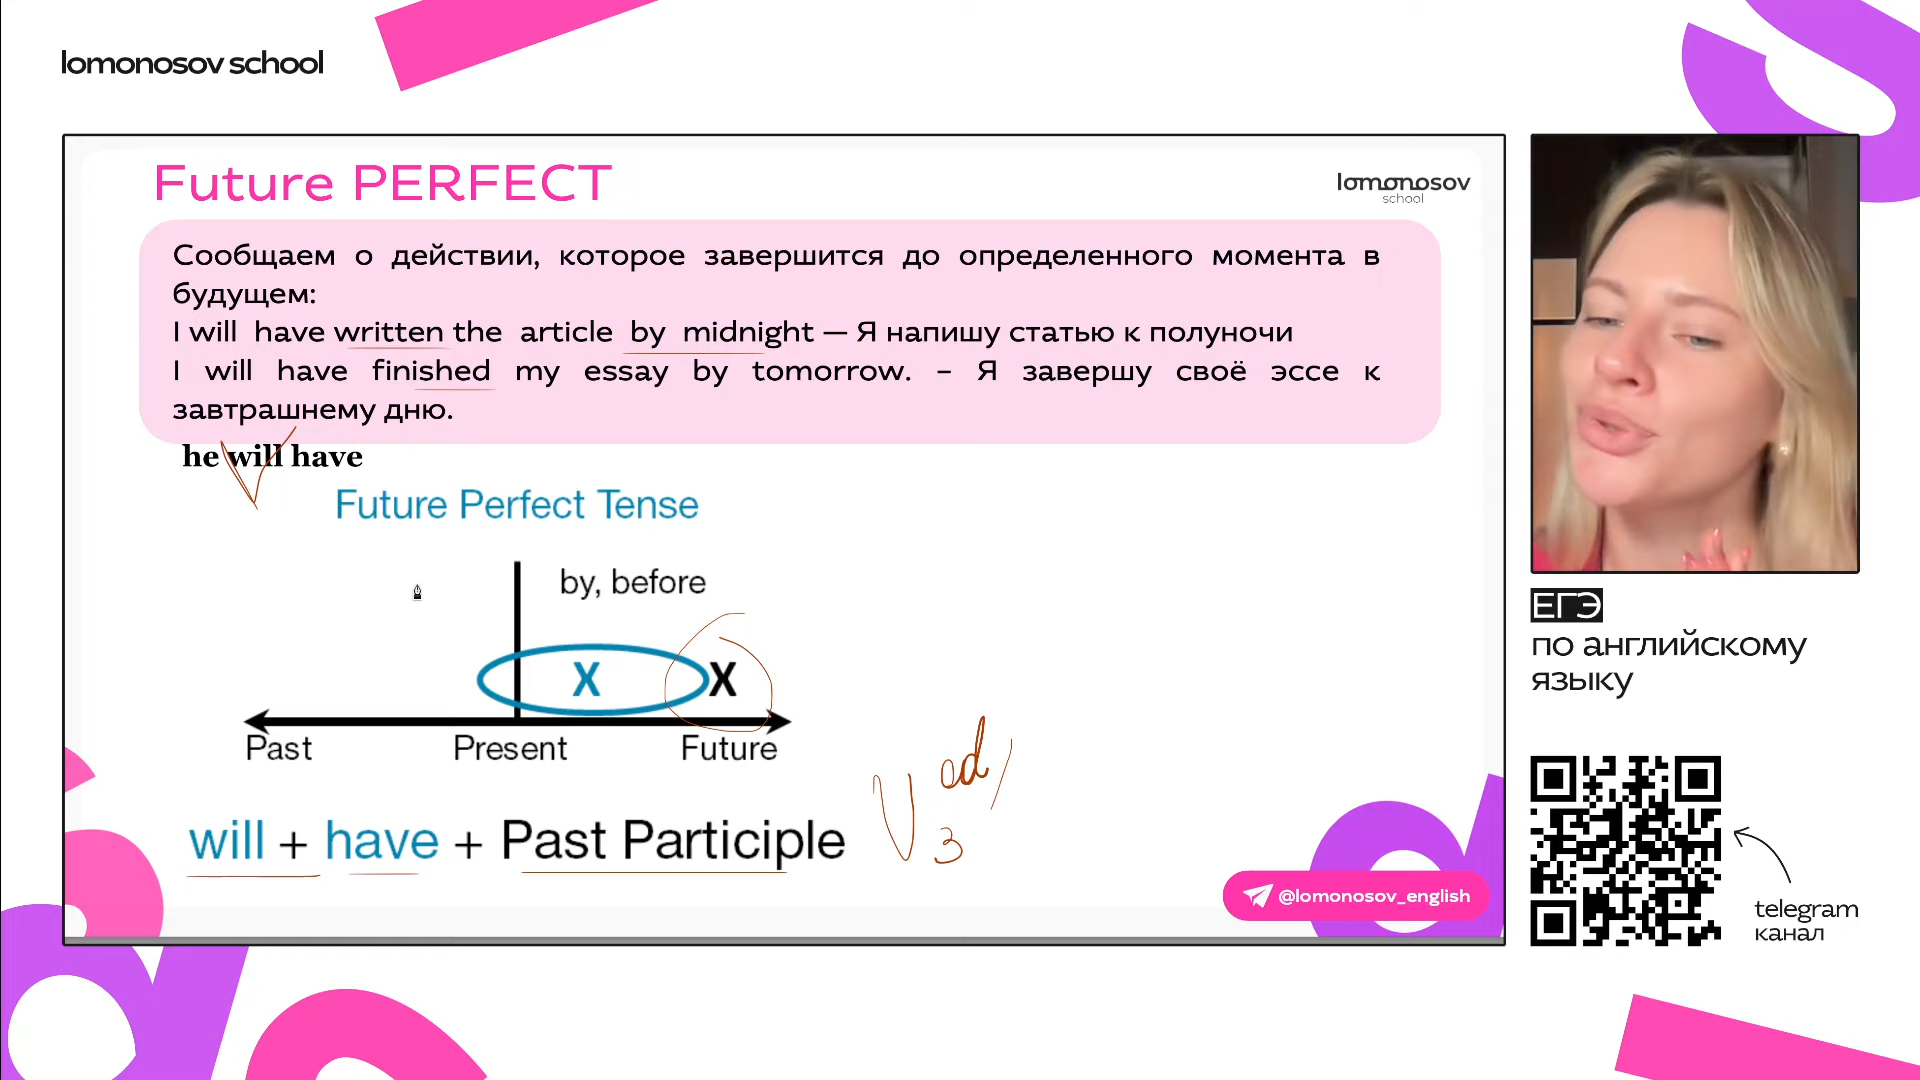 lomonosov school
Future PERFECT
lomonosov
school
Сообщаем о действии, которое завершится до определенного момента в
будущем:
I will have written the article by midnight — Я напишу статью к полуночи
I will have finished my essay by tomorrow. – Я завершу своё эссе к
завтрашнему дню.
he will have
Future Perfect Tense
by, before
X X
Past Present Future
will + have + Past Participle
V ed/
3
@lomonosov_english
ЕГЭ
по английскому
языку
telegram
канал